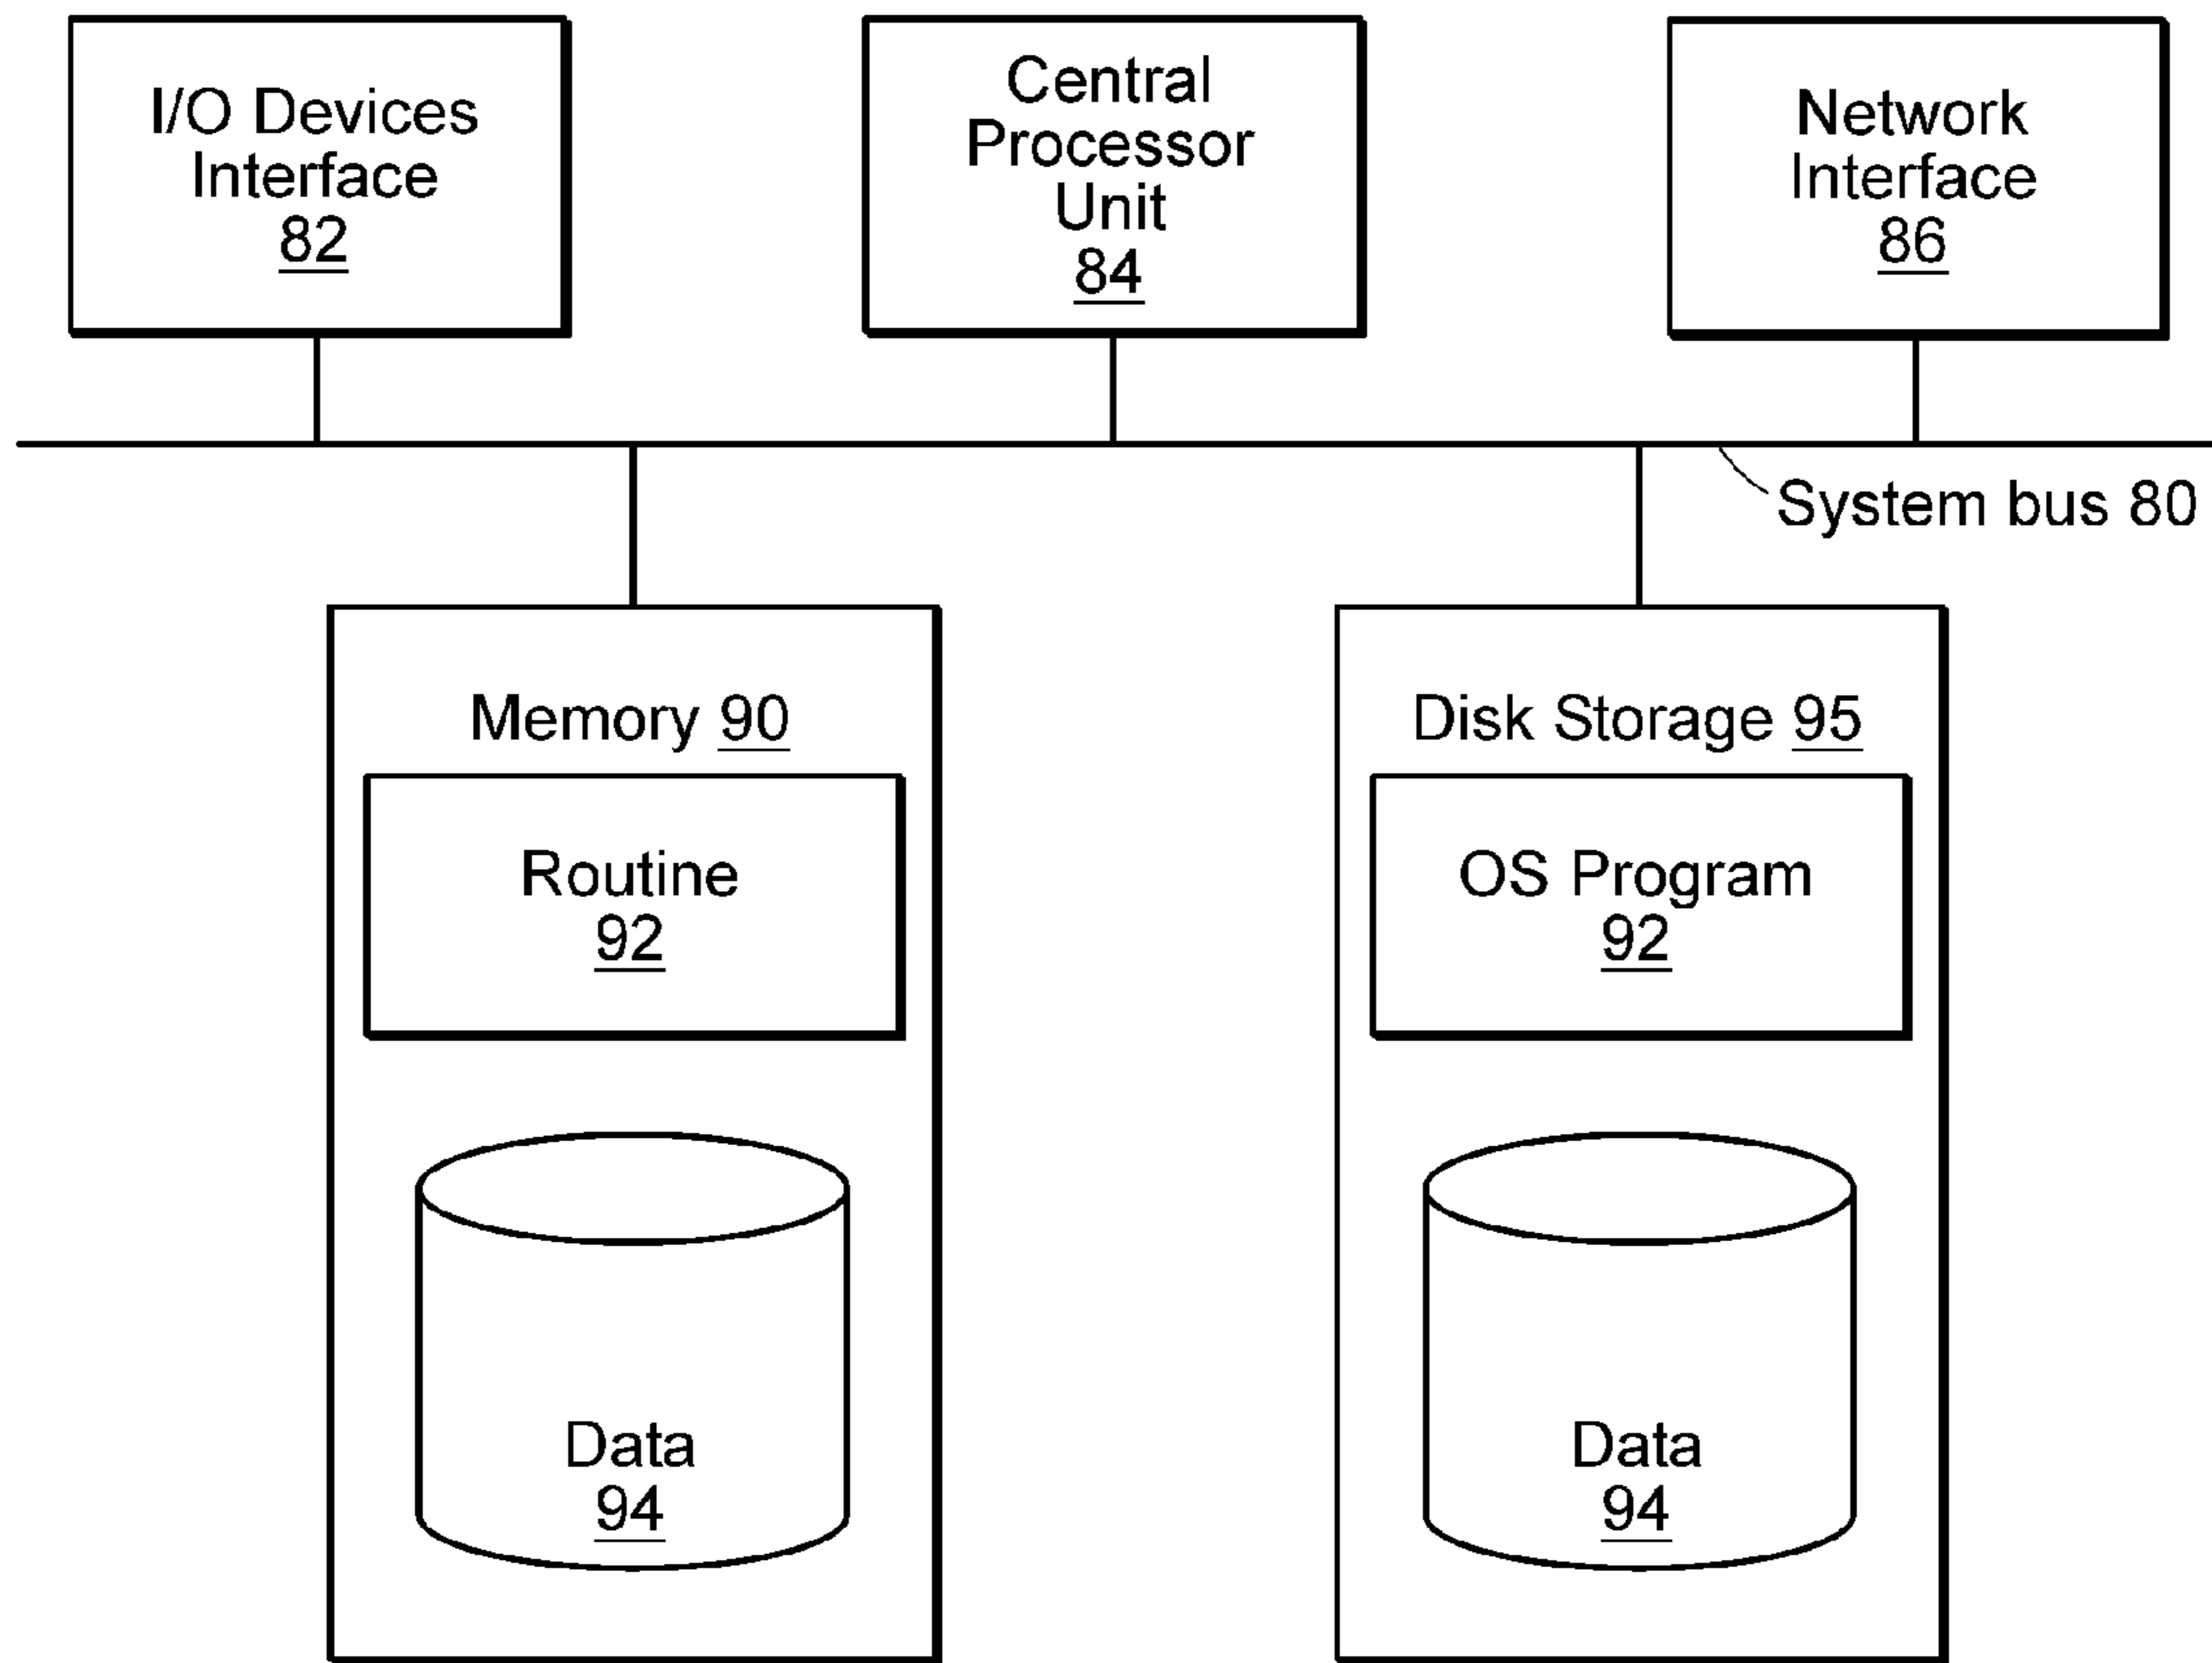 I/O Devices
Interface
82
Central
Processor
Unit
84
Network
Interface
86
System bus 80
Memory 90
Routine
92
Data
94
Disk Storage 95
OS Program
92
Data
94